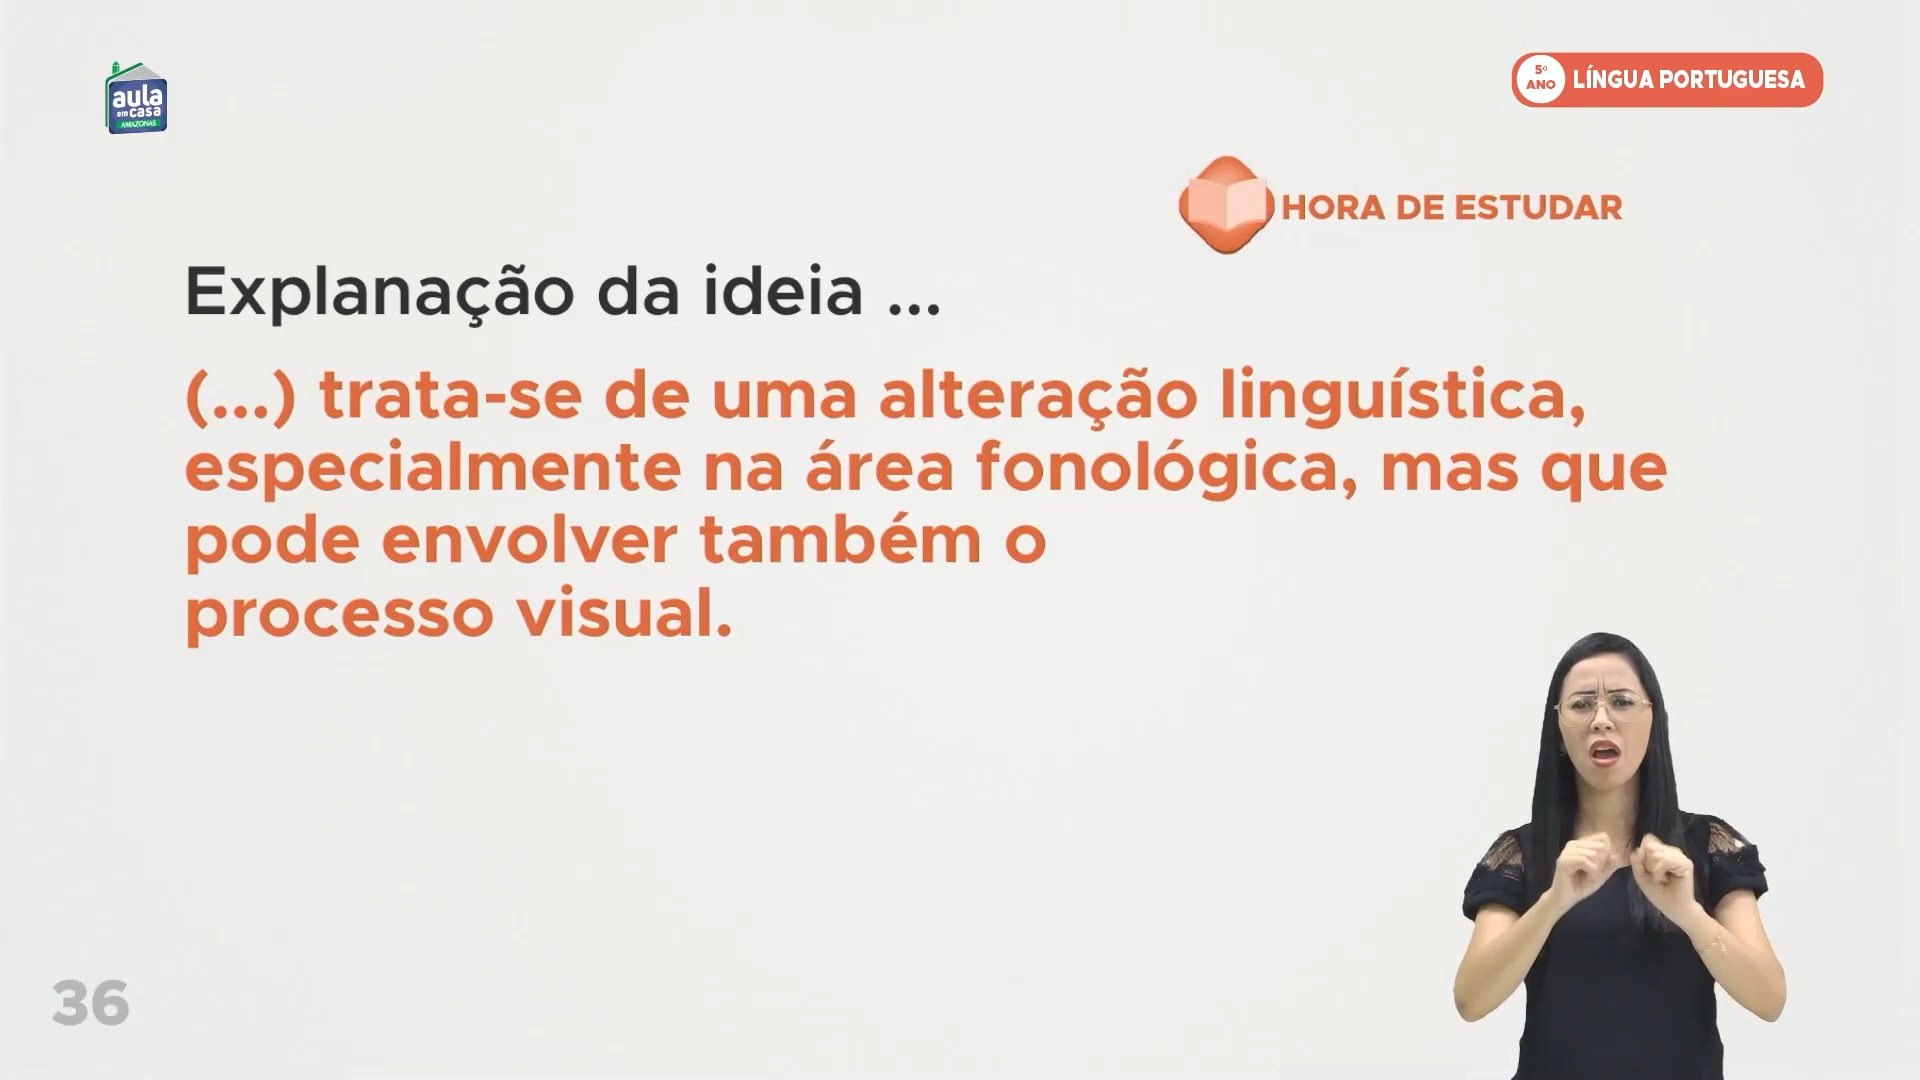 aula
em casa
AMAZONAS
5º
ANO
LÍNGUA PORTUGUESA
HORA DE ESTUDAR
Explanação da ideia ...
(...) trata-se de uma alteração linguística,
especialmente na área fonológica, mas que
pode envolver também o
processo visual.
36